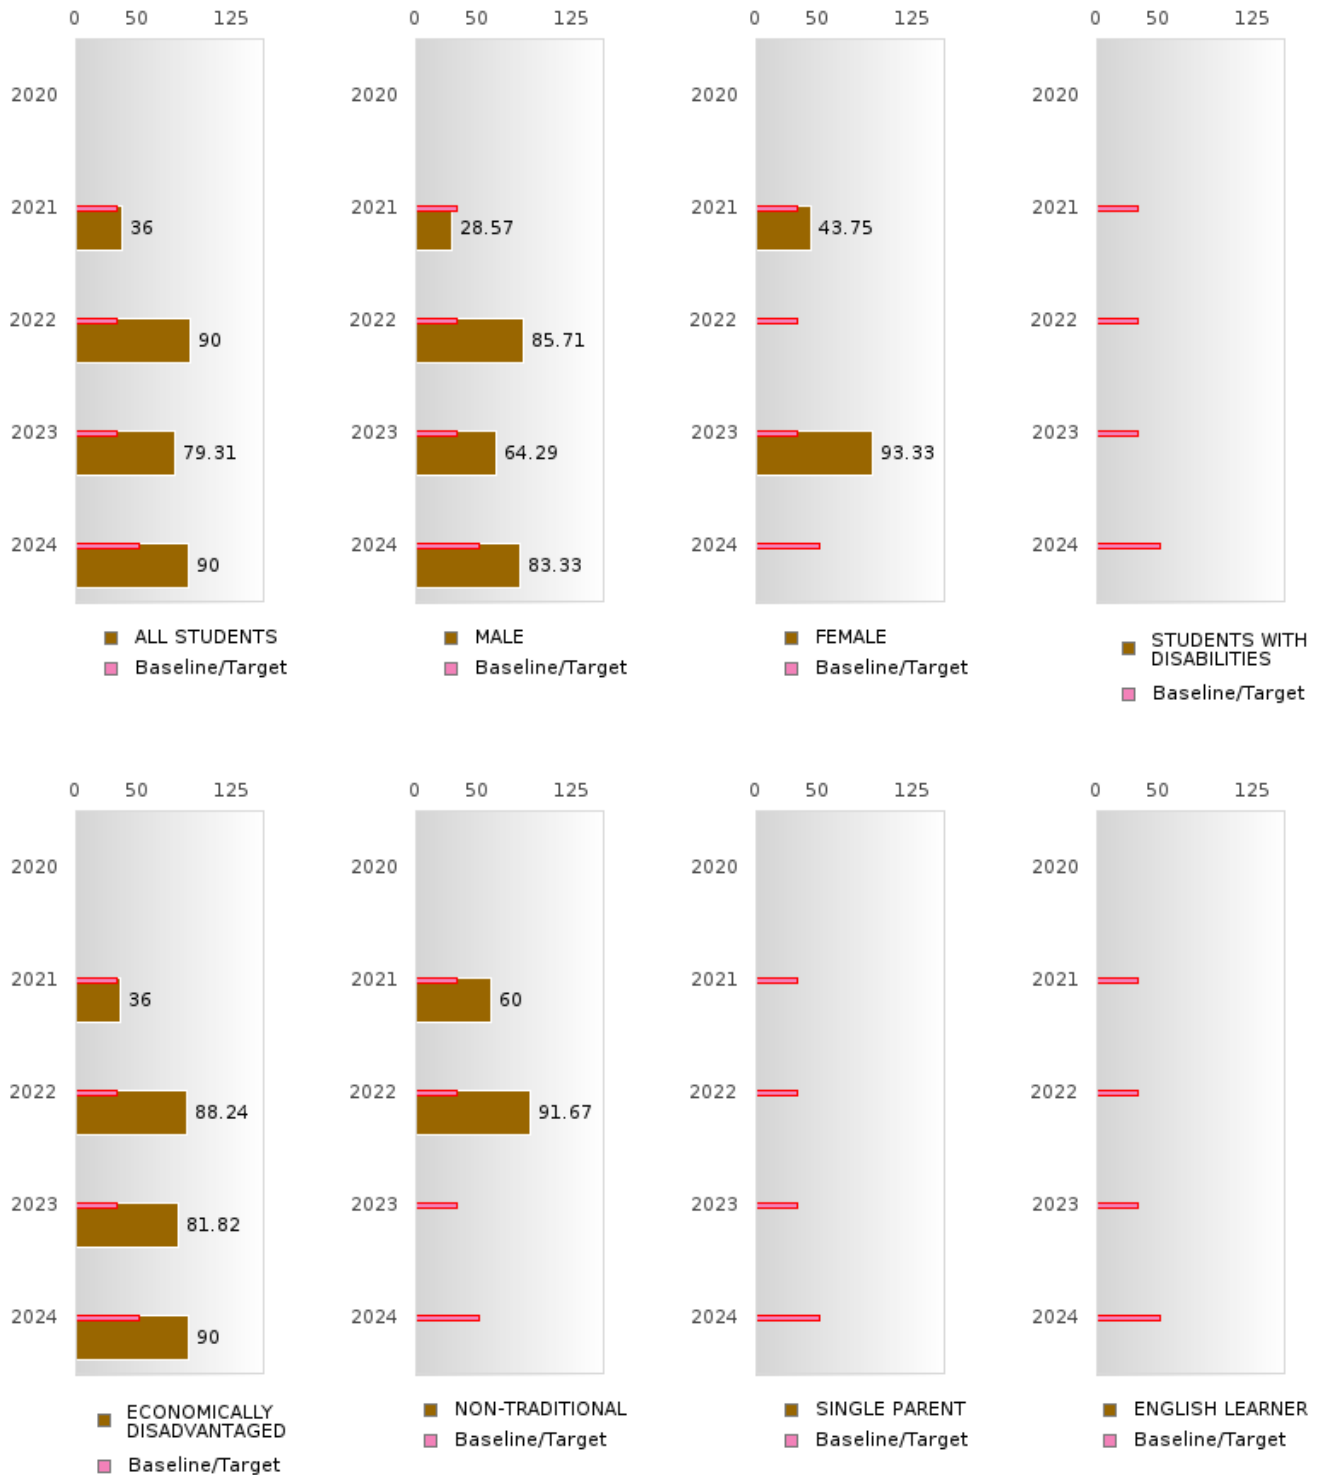 0 50 125 0 50 125 0 50 125 0 50 125
2020 2020 2020 2020
2021 2021 2021 2021
36 28.57 43.75
2022 2022 2022 2022
90 85.71
2023 2023 2023 2023
79.31 64.29 93.33
2024 2024 2024 2024
90 83.33
ALL STUDENTS
Baseline/Target
MALE
Baseline/Target
FEMALE
Baseline/Target
STUDENTS WITH
DISABILITIES
Baseline/Target
0 50 125 0 50 125 0 50 125 0 50 125
2020 2020 2020 2020
2021 2021 2021 2021
36 60
2022 2022 2022 2022
88.24 91.67
2023 2023 2023 2023
81.82
2024 2024 2024 2024
90
ECONOMICALLY
DISADVANTAGED
Baseline/Target
NON-TRADITIONAL
Baseline/Target
SINGLE PARENT
Baseline/Target
ENGLISH LEARNER
Baseline/Target